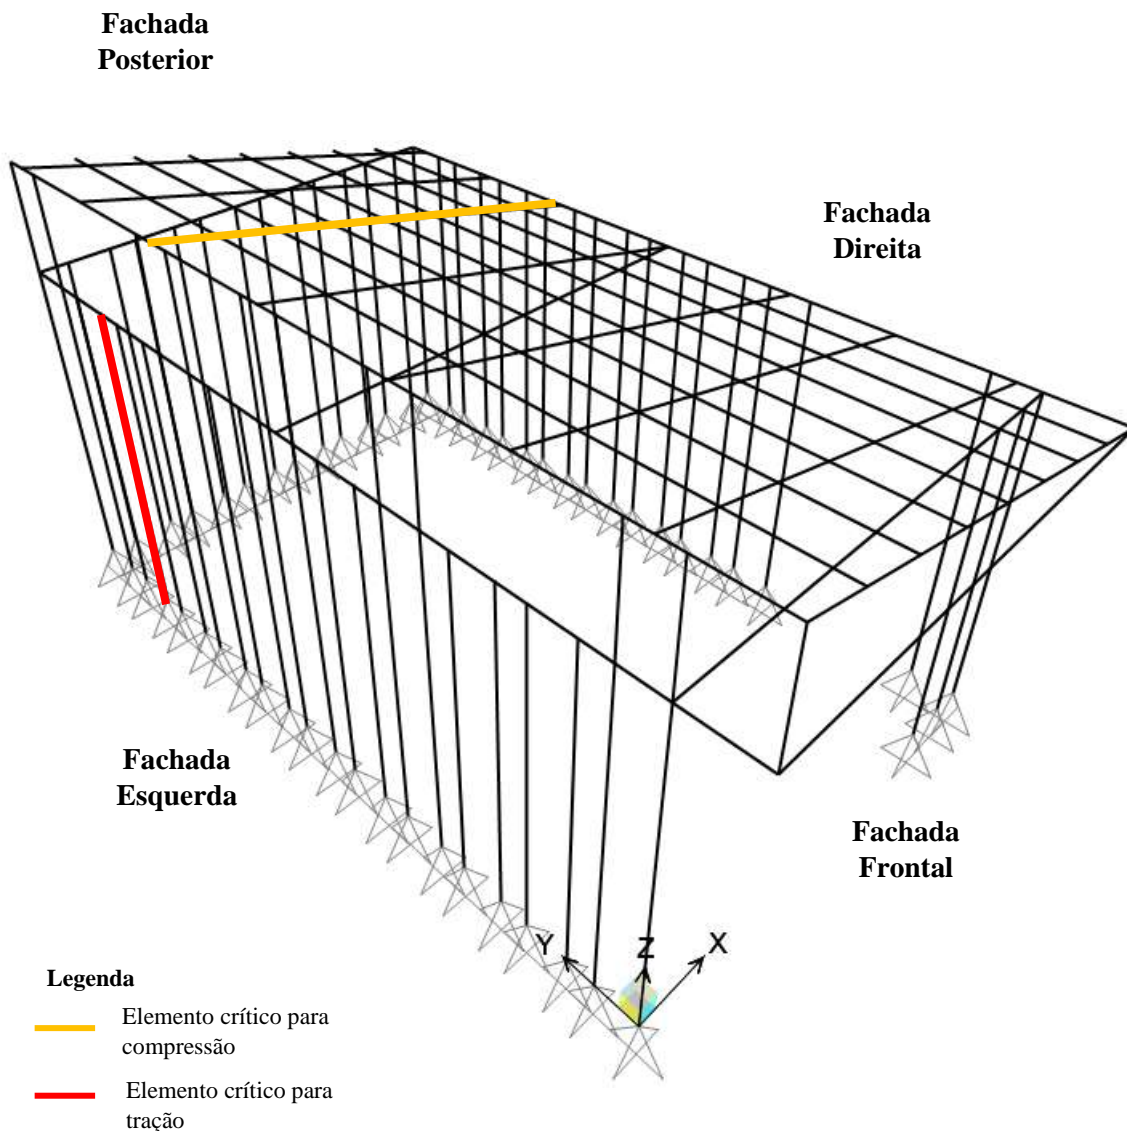 Fachada
Posterior
Fachada
Direita
Fachada
Esquerda
Fachada
Frontal
Y
Z
X
Legenda
Elemento crítico para
compressão
Elemento crítico para
tração